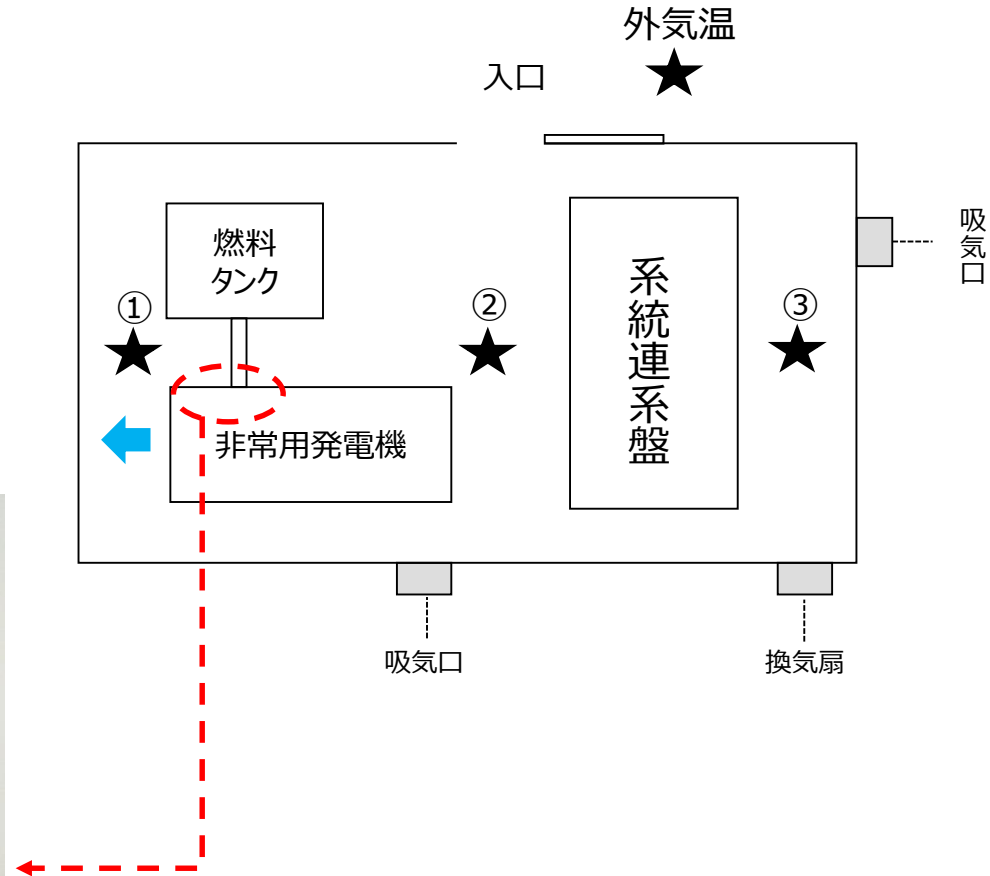 外気温
入口
吸気口
燃料
タンク
①
②
③
系統連系盤
非常用発電機
吸気口
換気扇